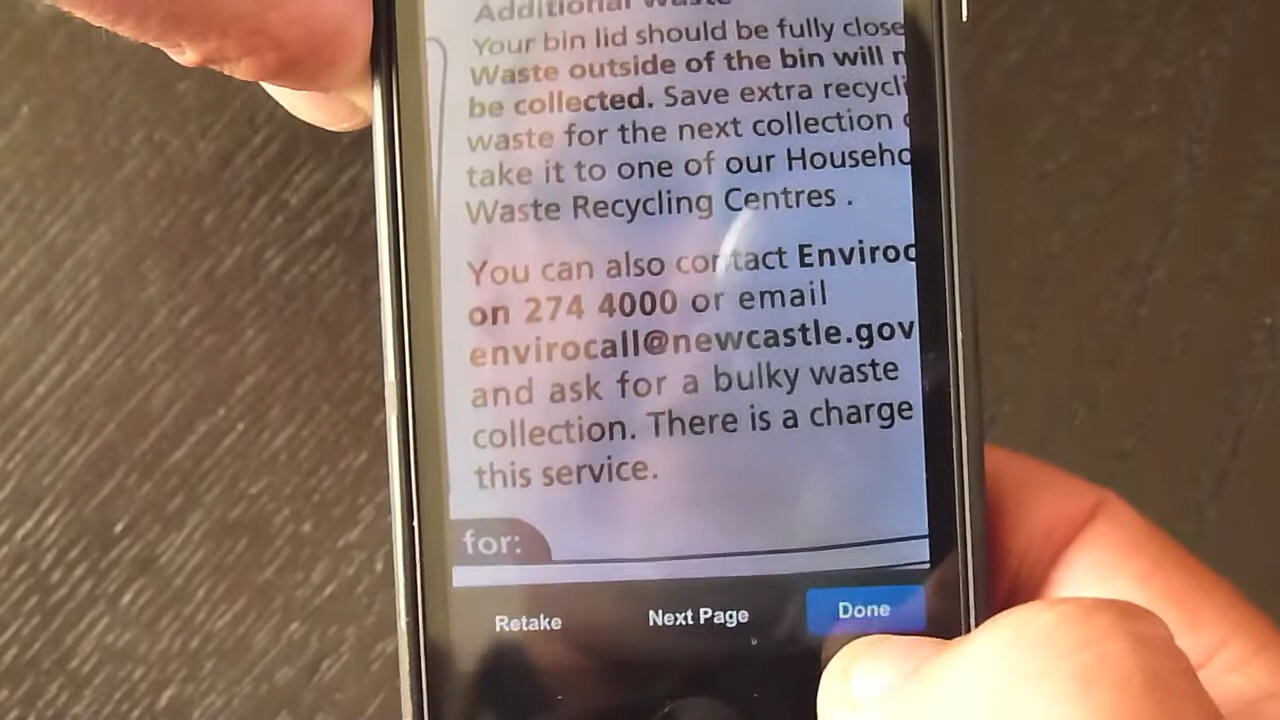 Additional Waste
Your bin lid should be fully close
Waste outside of the bin will n
be collected. Save extra recycli
waste for the next collection
take it to one of our Househo
Waste Recycling Centres .
You can also contact Enviroc
on 274 4000 or email
envirocall@newcastle.gov
and ask for a bulky waste
collection. There is a charge
this service.
for:
Retake Next Page Done